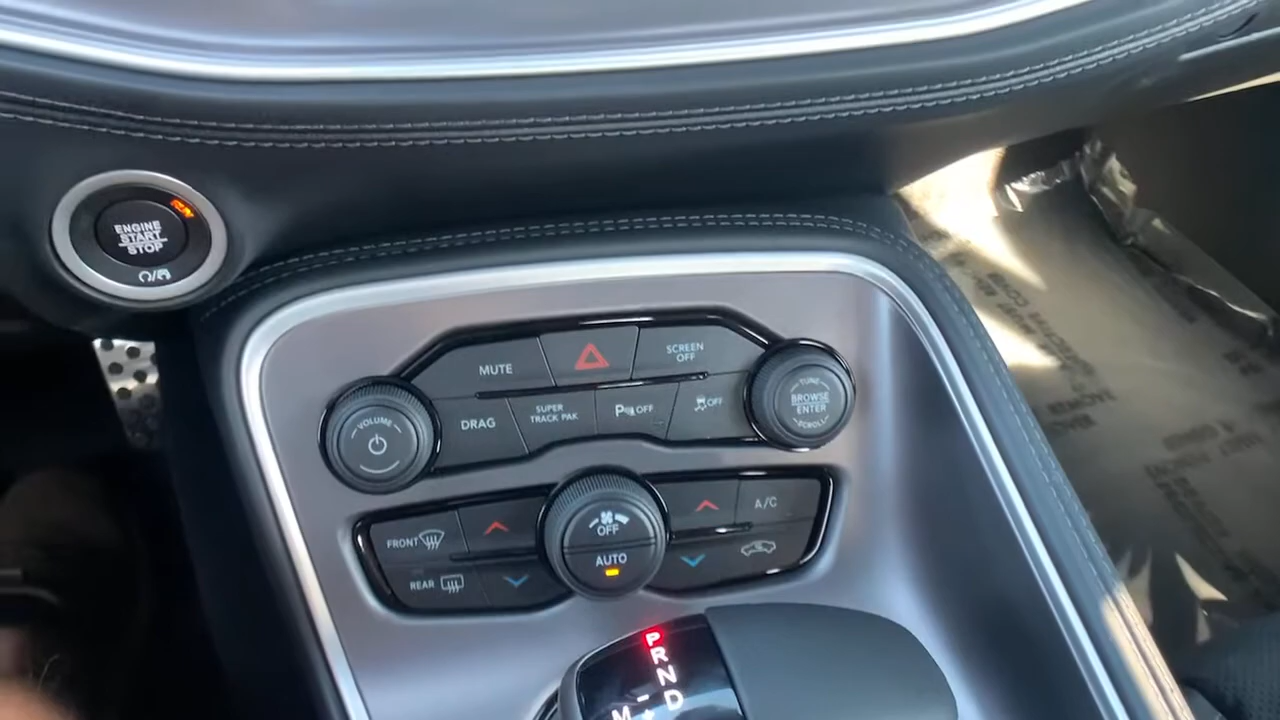 ENGINE
START
STOP
RUN
MUTE
SCREEN
OFF
VOLUME
DRAG
SUPER
TRACK PAK
P OFF
OFF
TUNE
BROWSE
ENTER
SCROLL
FRONT
OFF
AUTO
A/C
REAR
P
R
N
D
M - +